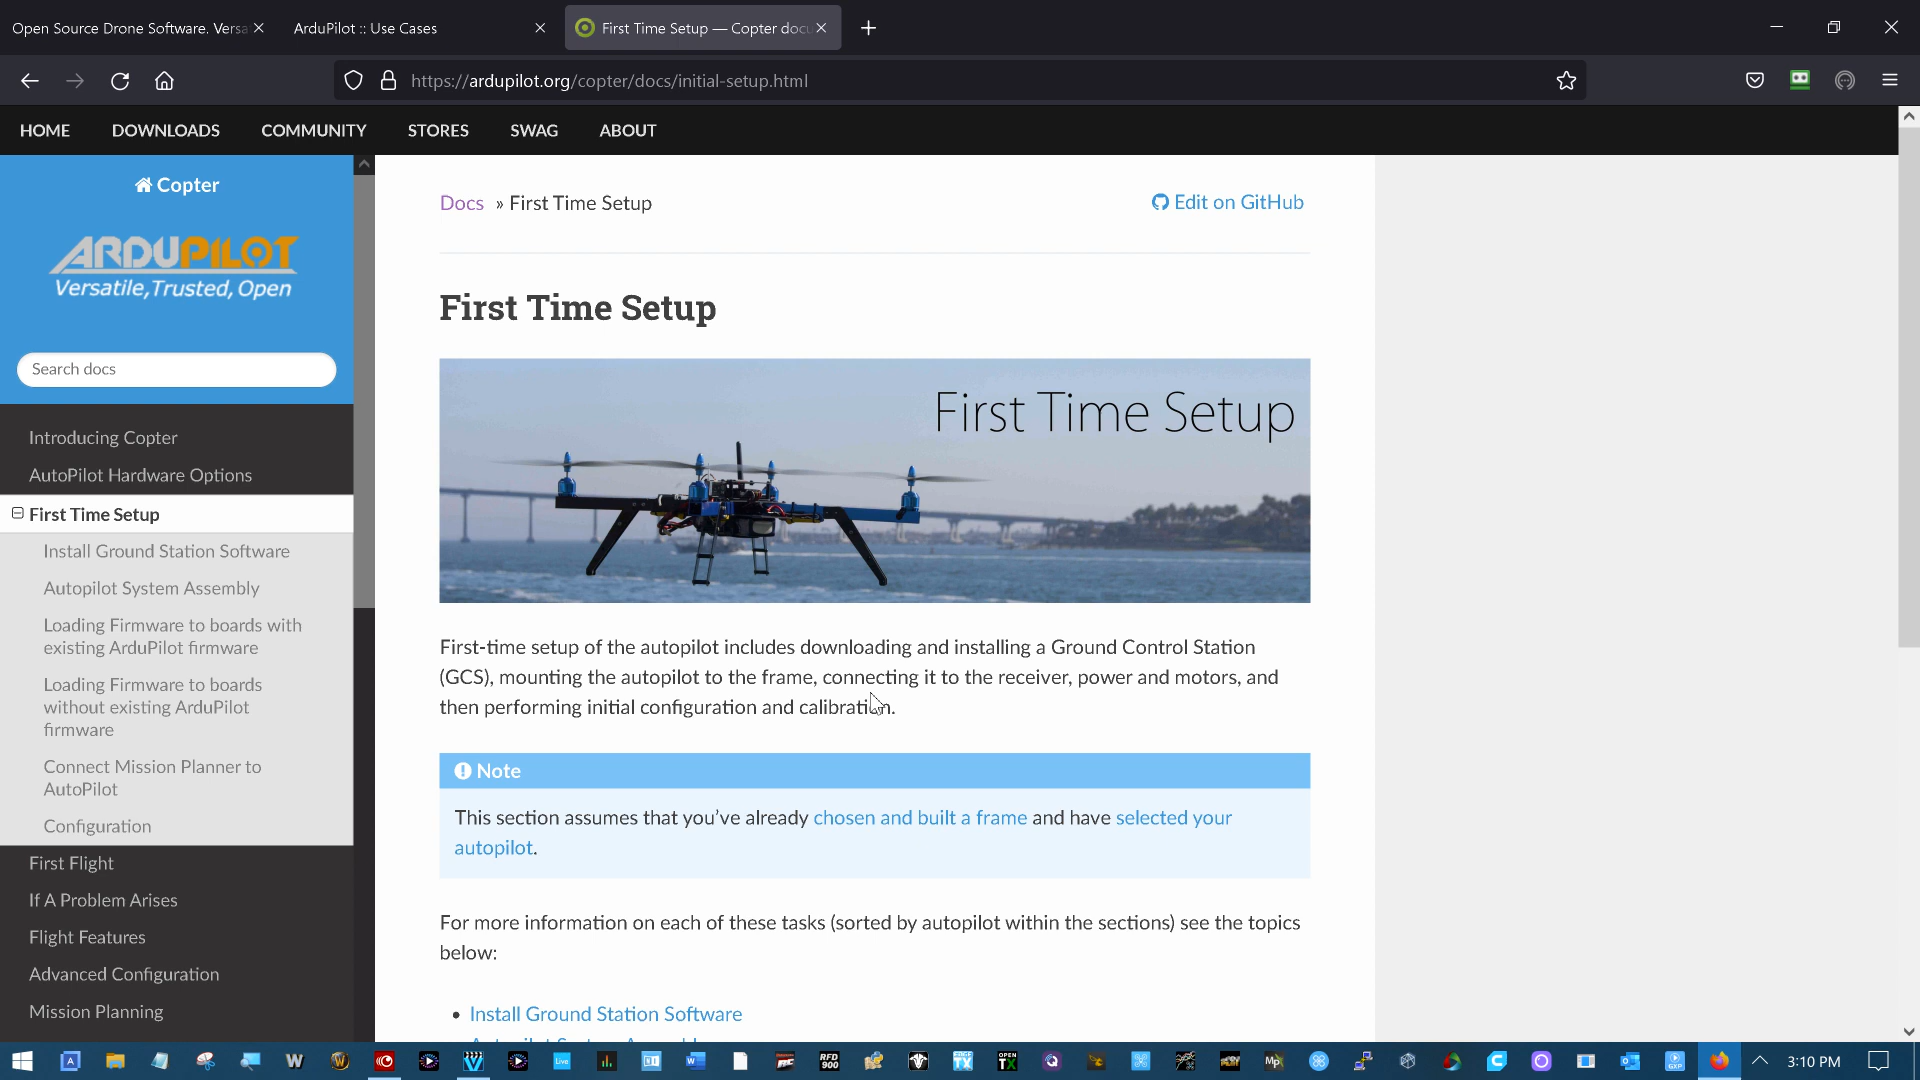 Open Source Drone Software. Versa
ArduPilot :: Use Cases
First Time Setup — Copter docu
https://ardupilot.org/copter/docs/initial-setup.html
HOME DOWNLOADS COMMUNITY STORES SWAG ABOUT
Copter
ARDUPILOT
Versatile, Trusted, Open
Search docs
Introducing Copter
AutoPilot Hardware Options
First Time Setup
Install Ground Station Software
Autopilot System Assembly
Loading Firmware to boards with
existing ArduPilot firmware
Loading Firmware to boards
without existing ArduPilot
firmware
Connect Mission Planner to
AutoPilot
Configuration
First Flight
If A Problem Arises
Flight Features
Advanced Configuration
Mission Planning
Docs » First Time Setup
Edit on GitHub
First Time Setup
First Time Setup
First-time setup of the autopilot includes downloading and installing a Ground Control Station
(GCS), mounting the autopilot to the frame, connecting it to the receiver, power and motors, and
then performing initial configuration and calibration.
Note
This section assumes that you've already chosen and built a frame and have selected your
autopilot.
For more information on each of these tasks (sorted by autopilot within the sections) see the topics
below:
• Install Ground Station Software
3:10 PM